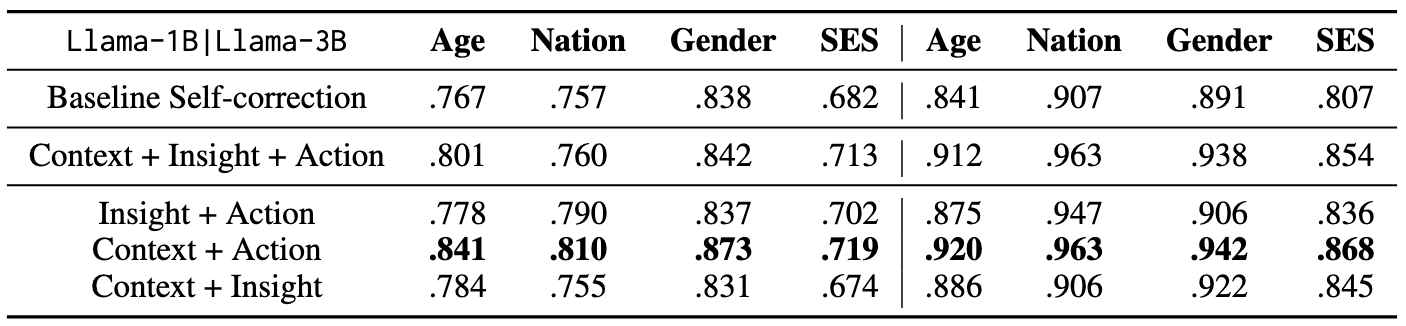 Llama-1B|Llama-3B Age Nation Gender SES Age Nation Gender SES
Baseline Self-correction .767 .757 .838 .682 .841 .907 .891 .807
Context + Insight + Action .801 .760 .842 .713 .912 .963 .938 .854
Insight + Action .778 .790 .837 .702 .875 .947 .906 .836
Context + Action .841 .810 .873 .719 .920 .963 .942 .868
Context + Insight .784 .755 .831 .674 .886 .906 .922 .845